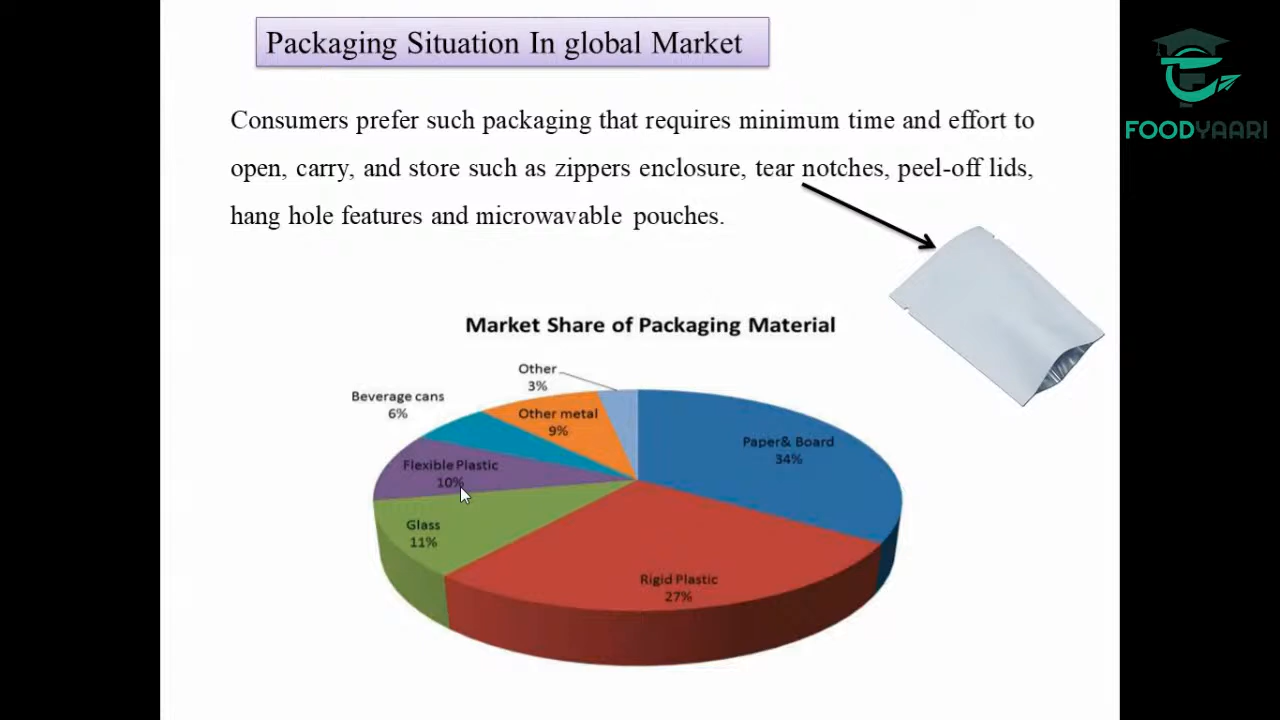 Packaging Situation In global Market
Consumers prefer such packaging that requires minimum time and effort to
open, carry, and store such as zippers enclosure, tear notches, peel-off lids,
hang hole features and microwavable pouches.
FOODYAARI
Market Share of Packaging Material
Other
3%
Beverage cans
6%
Other metal
9%
Paper& Board
34%
Flexible Plastic
10%
Glass
11%
Rigid Plastic
27%